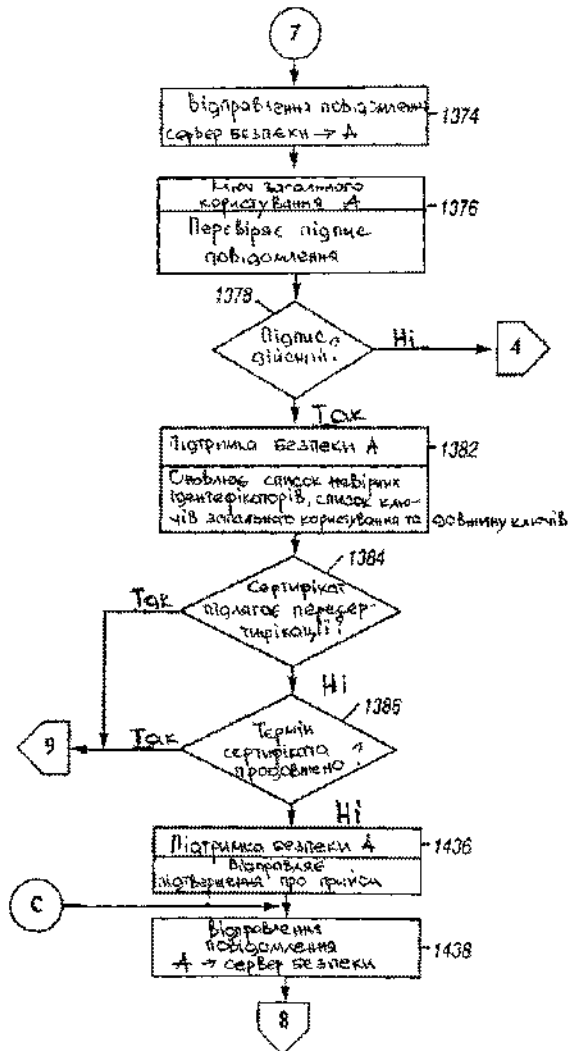 7
Відправлення повідомлення
сервер безпеки → А
1374
Ключ загального
користування А
1376
Перевіряє підпис
повідомлення
1378
Підпис
дійсний?
Ні
4
Так
Підтримка безпеки А
1382
Оновлює список невірних
ідентифікаторів, список клю-
чів загального користування та довжину ключів
1384
Сертифікат
підлягає пересер-
тифікації?
Так
Ні
1386
Термін
сертифіката
продовжено?
Так
9
Ні
Підтримка безпеки А
1436
Відправляє
підтвердження про прийом
C
Відправлення
повідомлення
А → сервер безпеки
1438
8